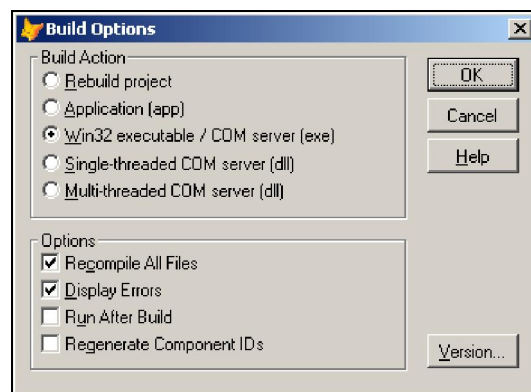 Build Options
Build Action
Rebuild project
Application (app)
Win32 executable / COM server (exe)
Single-threaded COM server (dll)
Multi-threaded COM server (dll)
OK
Cancel
Help
Options
Recompile All Files
Display Errors
Run After Build
Regenerate Component IDs
Version...